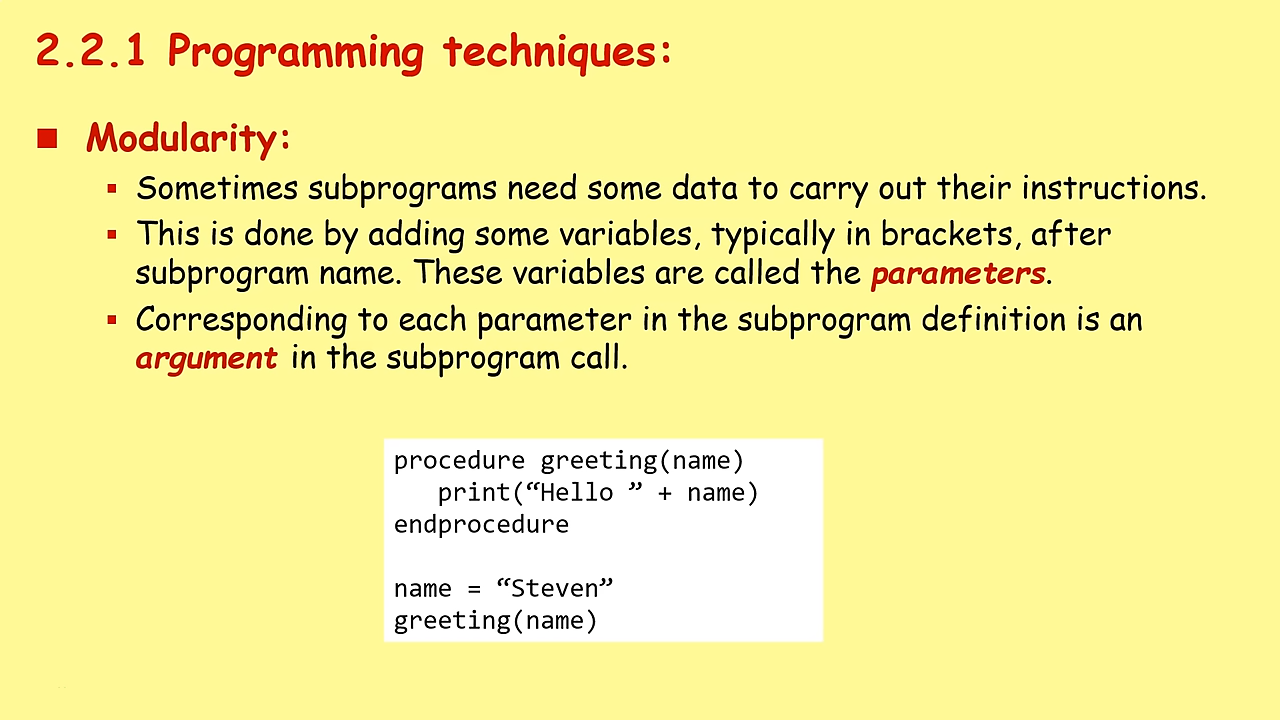 2.2.1 Programming techniques:
■ Modularity:
▪ Sometimes subprograms need some data to carry out their instructions.
▪ This is done by adding some variables, typically in brackets, after
subprogram name. These variables are called the parameters.
▪ Corresponding to each parameter in the subprogram definition is an
argument in the subprogram call.
procedure greeting(name)
   print(“Hello ” + name)
endprocedure
name = “Steven”
greeting(name)